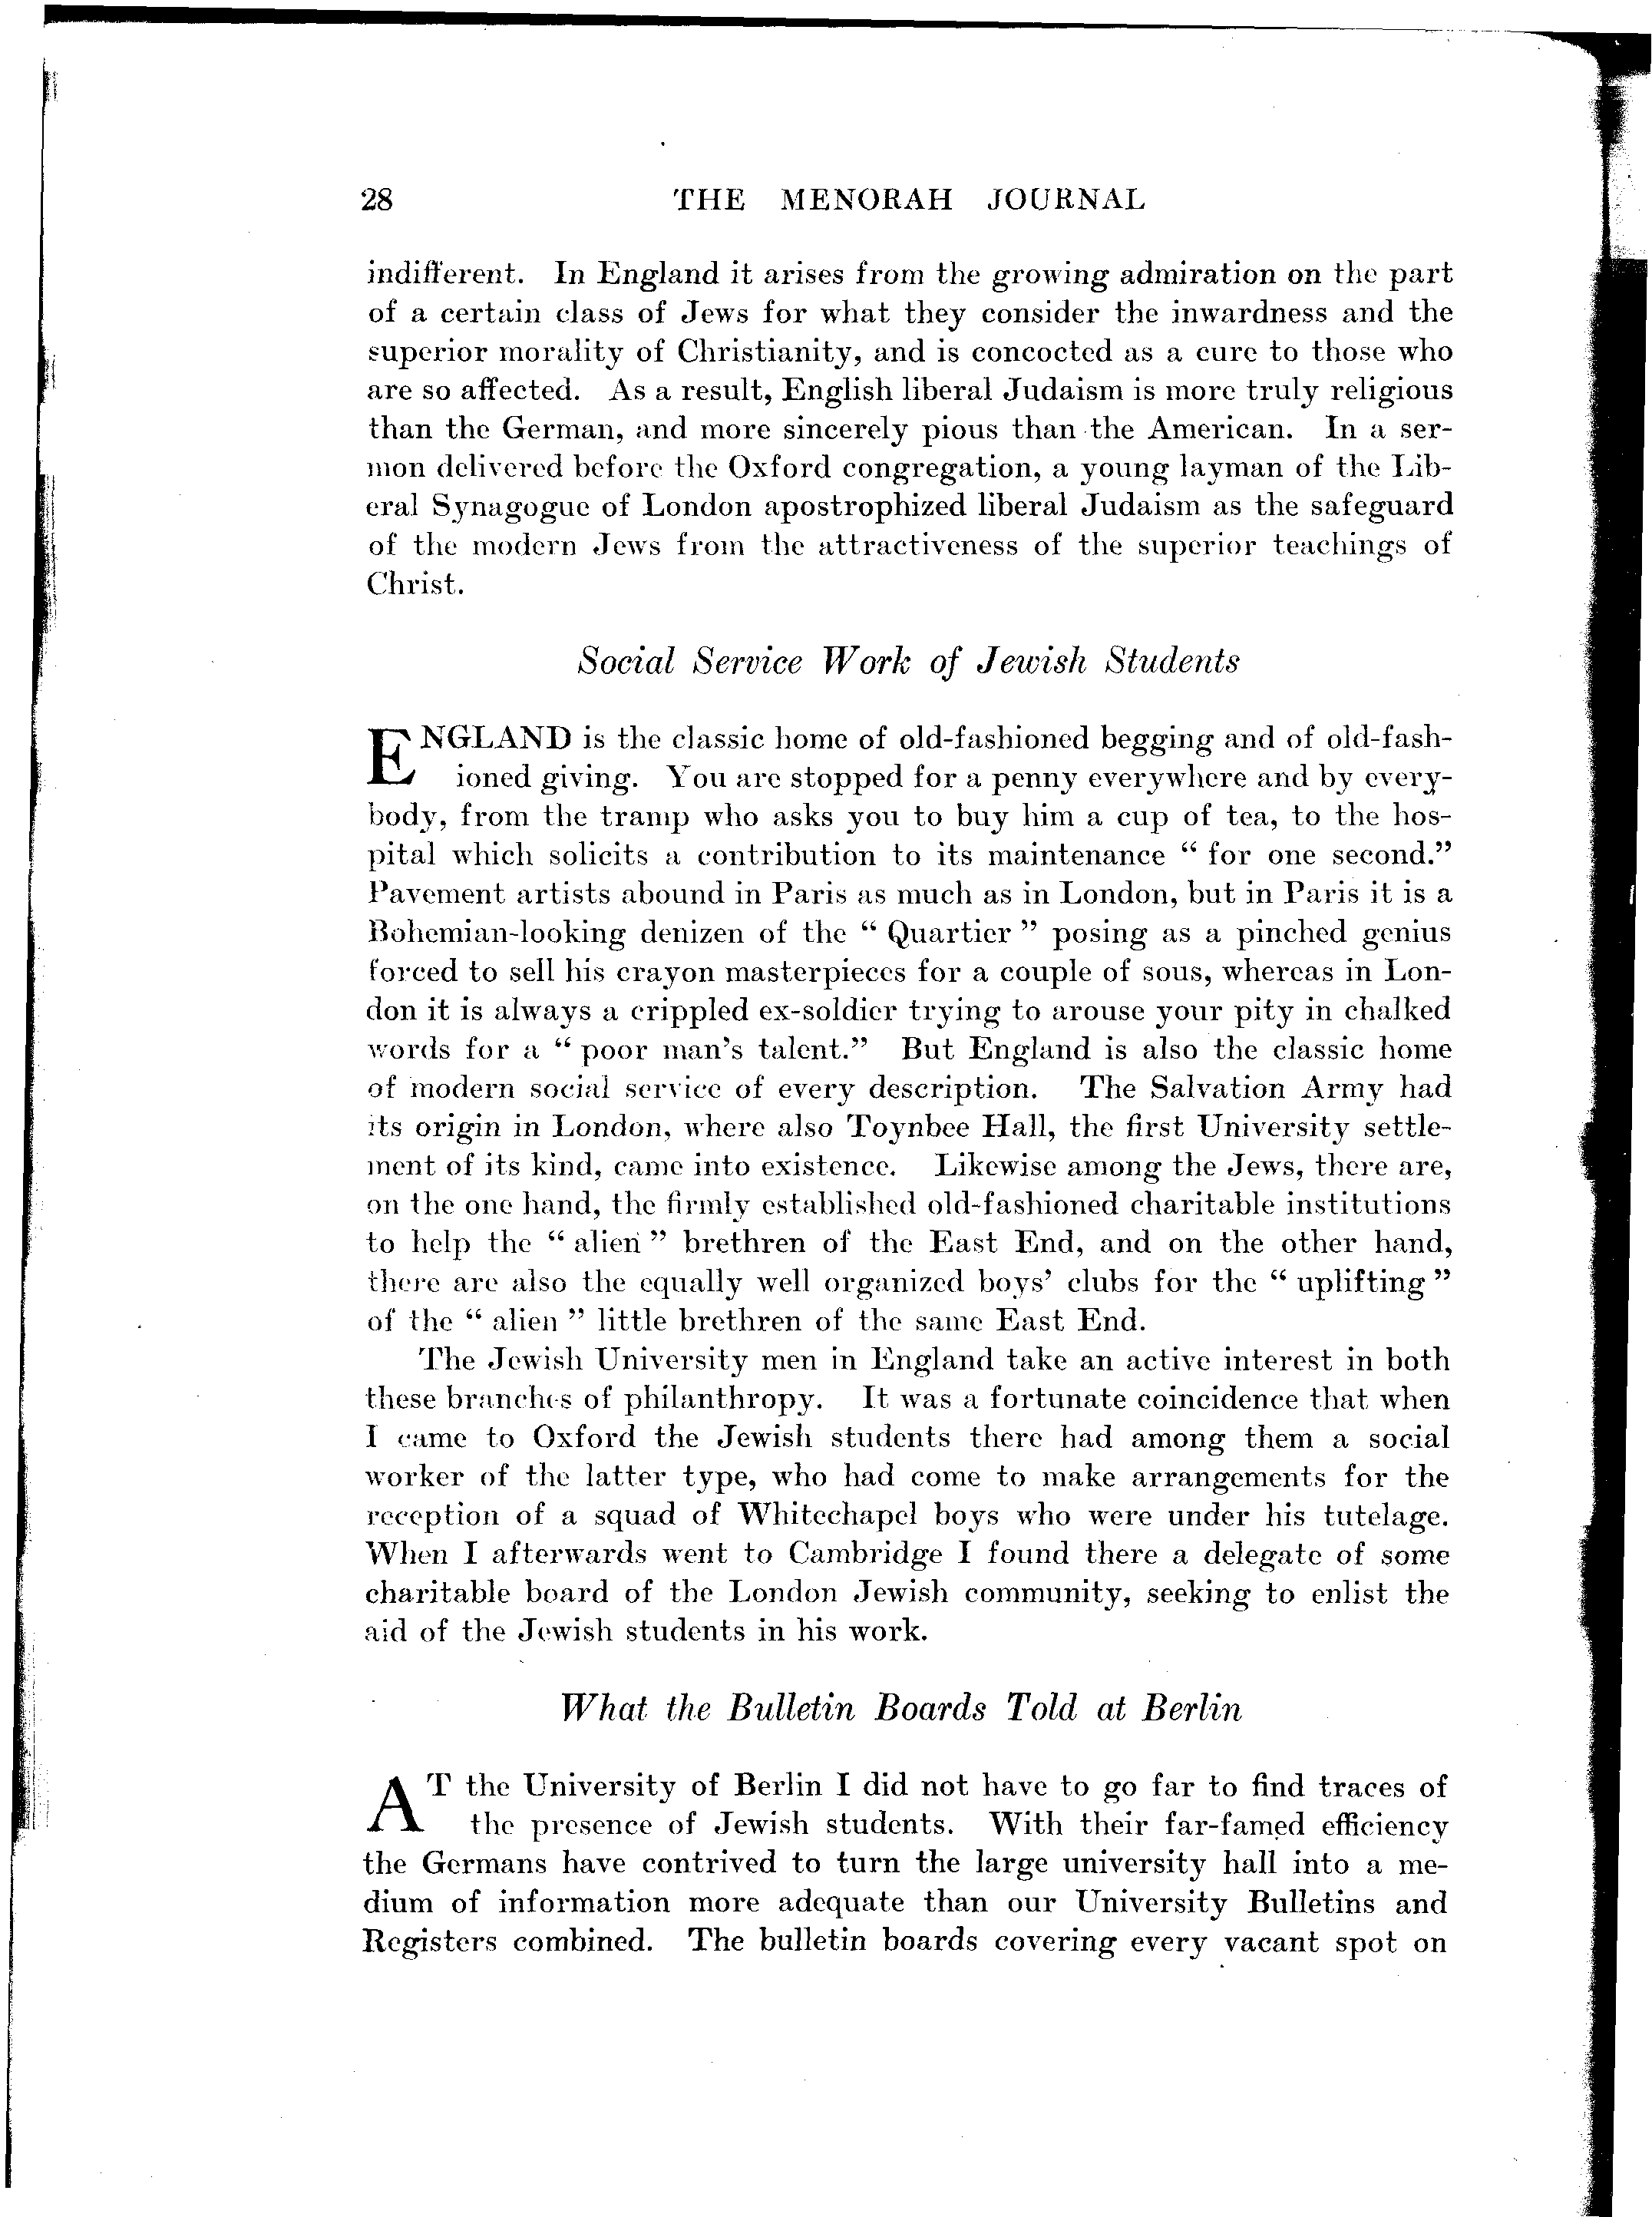 28 THE MENORAH JOURNAL
indifferent. In England it arises from the growing admiration on the part
of a certain class of Jews for what they consider the inwardness and the
superior morality of Christianity, and is concocted as a cure to those who
are so affected. As a result, English liberal Judaism is more truly religious
than the German, and more sincerely pious than the American. In a ser-
mon delivered before the Oxford congregation, a young layman of the Lib-
eral Synagogue of London apostrophized liberal Judaism as the safeguard
of the modern Jews from the attractiveness of the superior teachings of
Christ.
Social Service Work of Jewish Students
ENGLAND is the classic home of old-fashioned begging and of old-fash-
ioned giving. You are stopped for a penny everywhere and by every-
body, from the tramp who asks you to buy him a cup of tea, to the hos-
pital which solicits a contribution to its maintenance “ for one second.”
Pavement artists abound in Paris as much as in London, but in Paris it is a
Bohemian-looking denizen of the “ Quartier ” posing as a pinched genius
forced to sell his crayon masterpieces for a couple of sous, whereas in Lon-
don it is always a crippled ex-soldier trying to arouse your pity in chalked
words for a “ poor man's talent.” But England is also the classic home
of modern social service of every description. The Salvation Army had
its origin in London, where also Toynbee Hall, the first University settle-
ment of its kind, came into existence. Likewise among the Jews, there are,
on the one hand, the firmly established old-fashioned charitable institutions
to help the “ alien ” brethren of the East End, and on the other hand,
there are also the equally well organized boys’ clubs for the “ uplifting ”
of the “ alien ” little brethren of the same East End.
The Jewish University men in England take an active interest in both
these branches of philanthropy. It was a fortunate coincidence that when
I came to Oxford the Jewish students there had among them a social
worker of the latter type, who had come to make arrangements for the
reception of a squad of Whitechapel boys who were under his tutelage.
When I afterwards went to Cambridge I found there a delegate of some
charitable board of the London Jewish community, seeking to enlist the
aid of the Jewish students in his work.
What the Bulletin Boards Told at Berlin
AT the University of Berlin I did not have to go far to find traces of
the presence of Jewish students. With their far-famed efficiency
the Germans have contrived to turn the large university hall into a me-
dium of information more adequate than our University Bulletins and
Registers combined. The bulletin boards covering every vacant spot on